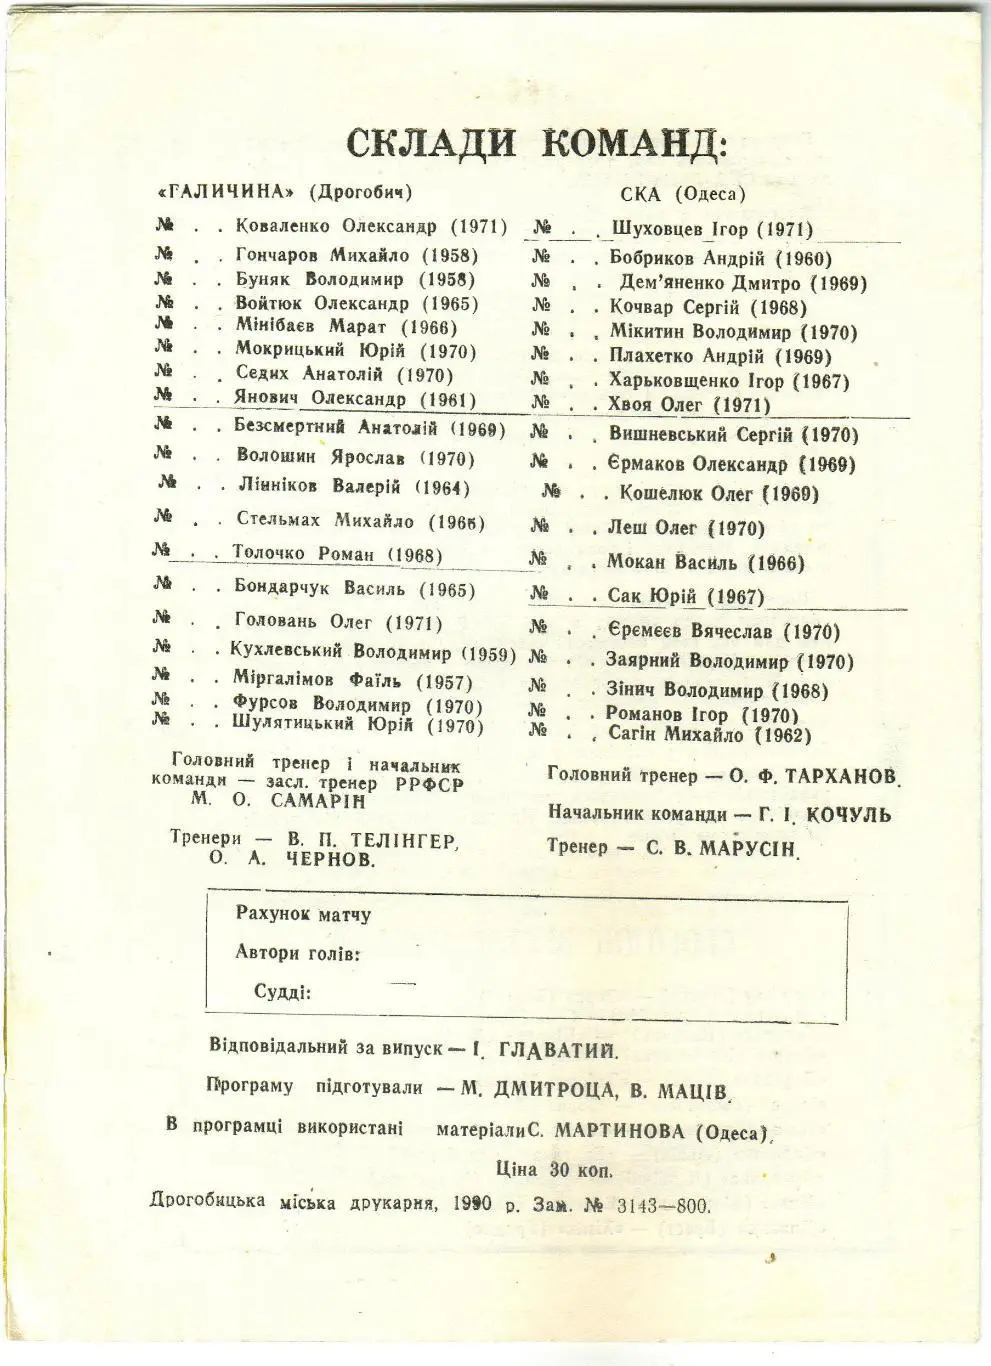 СКЛАДИ КОМАНД:
«ГАЛИЧИНА» (Дрогобич)
№ . . Коваленко Олександр (1971)
№ . . Гончаров Михайло (1958)
№ . . Буняк Володимир (1958)
№ . . Войтюк Олександр (1965)
№ . . Мінібаєв Марат (1966)
№ . . Мокрицький Юрій (1970)
№ . . Седих Анатолій (1970)
№ . . Янович Олександр (1961)
№ . . Безсмертний Анатолій (1969)
№ . . Волошин Ярослав (1970)
№ . . Лінніков Валерій (1964)
№ . . Стельмах Михайло (1966)
№ . . Толочко Роман (1968)
№ . . Бондарчук Василь (1965)
№ . . Головань Олег (1971)
№ . . Кухлевський Володимир (1959)
№ . . Міргалімов Фаїль (1957)
№ . . Фурсов Володимир (1970)
№ . . Шулятицький Юрій (1970)
Головний тренер і начальник
команди — засл. тренер РРФСР
М. О. САМАРІН
Тренери — В. П. ТЕЛІНГЕР,
О. А. ЧЕРНОВ.
СКА (Одеса)
№ . . Шуховцев Ігор (1971)
№ . . Бобриков Андрій (1960)
№ . . Дем’яненко Дмитро (1969)
№ . . Кочвар Сергій (1968)
№ . . Мікитин Володимир (1970)
№ . . Плахетко Андрій (1969)
№ . . Харьковщенко Ігор (1967)
№ . . Хвоя Олег (1971)
№ . . Вишневський Сергій (1970)
№ . . Єрмаков Олександр (1969)
№ . . Кошелюк Олег (1969)
№ . . Леш Олег (1970)
№ . . Мокан Василь (1966)
№ . . Сак Юрій (1967)
№ . . Єремеєв Вячеслав (1970)
№ . . Заярний Володимир (1970)
№ . . Зінич Володимир (1968)
№ . . Романов Ігор (1970)
№ . . Сагін Михайло (1962)
Головний тренер — О. Ф. ТАРХАНОВ.
Начальник команди — Г. І. КОЧУЛЬ
Тренер — С. В. МАРУСІН.
Рахунок матчу
Автори голів:
Судді:
Відповідальний за випуск — І. ГЛАВАТИЙ.
Програму підготували — М. ДМИТРОЦА, В. МАЦІВ.
В програмці використані матеріали С. МАРТИНОВА (Одеса).
Ціна 30 коп.
Дрогобицька міська друкарня, 1990 р. Зам. № 3143—800.